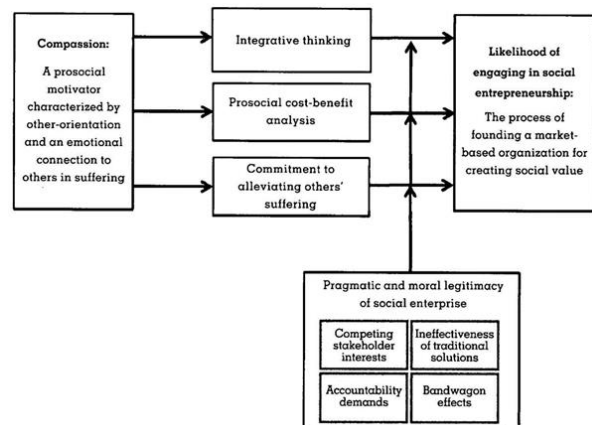 Compassion:
A prosocial
motivator
characterized by
other-orientation
and an emotional
connection to
others in suffering
Integrative thinking
Prosocial cost-benefit
analysis
Commitment to
alleviating others'
suffering
Likelihood of
engaging in social
entrepreneurship:
The process of
founding a market-
based organization for
creating social value
Pragmatic and moral legitimacy
of social enterprise
Competing
stakeholder
interests
Ineffectiveness
of traditional
solutions
Accountability
demands
Bandwagon
effects